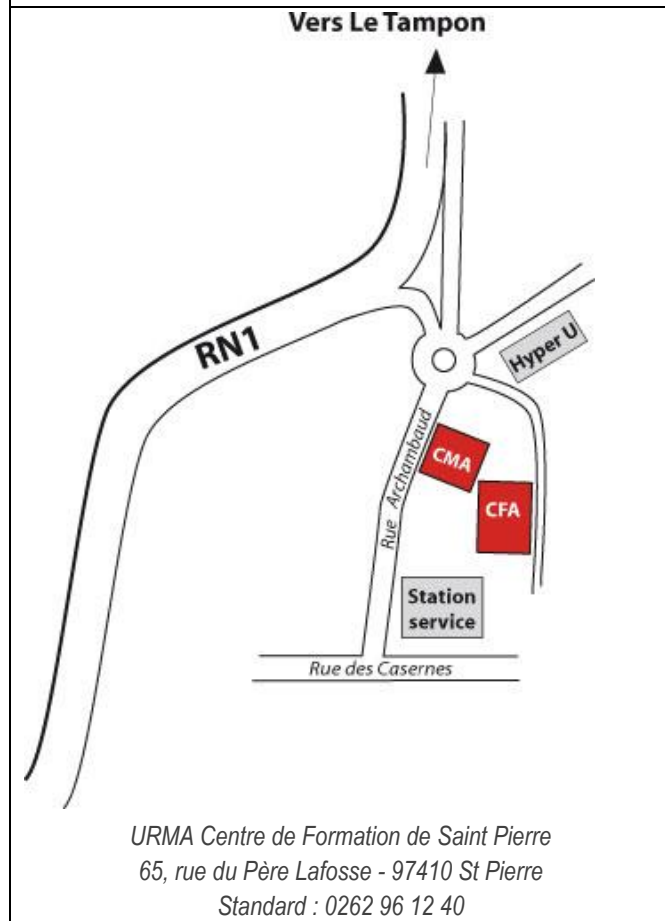 Vers Le Tampon
RN1
Hyper U
Rue Archambaud
CMA
CFA
Station
service
Rue des Casernes
URMA Centre de Formation de Saint Pierre
65, rue du Père Lafosse - 97410 St Pierre
Standard : 0262 96 12 40